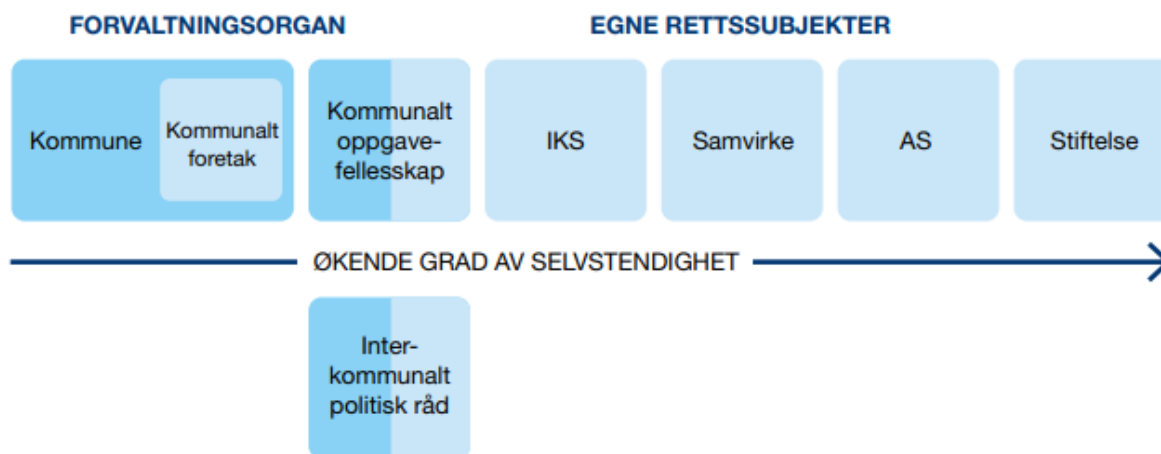 FORVALTNINGSORGAN
EGNE RETTSSUBJEKTER
Kommune
Kommunalt
foretak
Kommunalt
oppgave-
fellesskap
IKS
Samvirke
AS
Stiftelse
ØKENDE GRAD AV SELVSTENDIGHET
Inter-
kommunalt
politisk råd